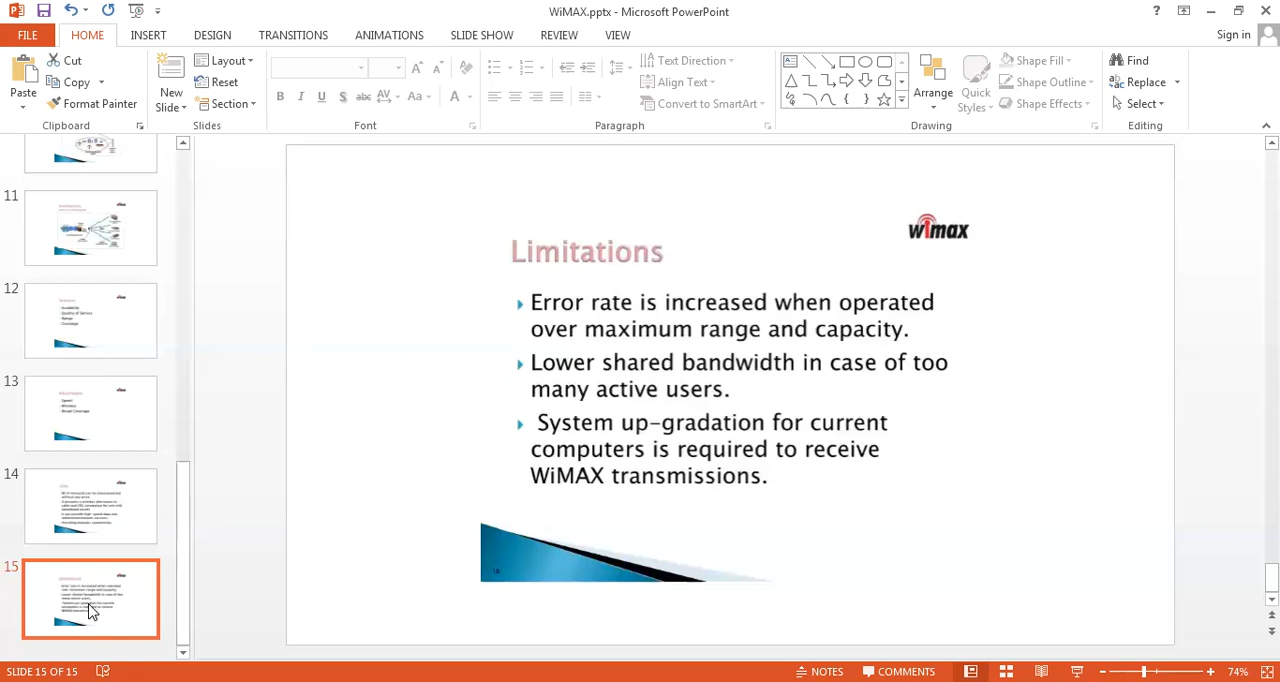 WiMAX.pptx - Microsoft PowerPoint
?
Sign in
FILE HOME INSERT DESIGN TRANSITIONS ANIMATIONS SLIDE SHOW REVIEW VIEW
Paste
Cut
Copy
Format Painter
Clipboard
New Slide
Layout
Reset
Section
Slides
B I U S abc AV Aa A
Font
Text Direction
Align Text
Convert to SmartArt
Paragraph
Arrange
Quick Styles
Shape Fill
Shape Outline
Shape Effects
Drawing
Find
Replace
Select
Editing
11
12
13
14
15
wimax
Limitations
Error rate is increased when operated
over maximum range and capacity.
Lower shared bandwidth in case of too
many active users.
System up-gradation for current
computers is required to receive
WiMAX transmissions.
SLIDE 15 OF 15
NOTES
COMMENTS
74%